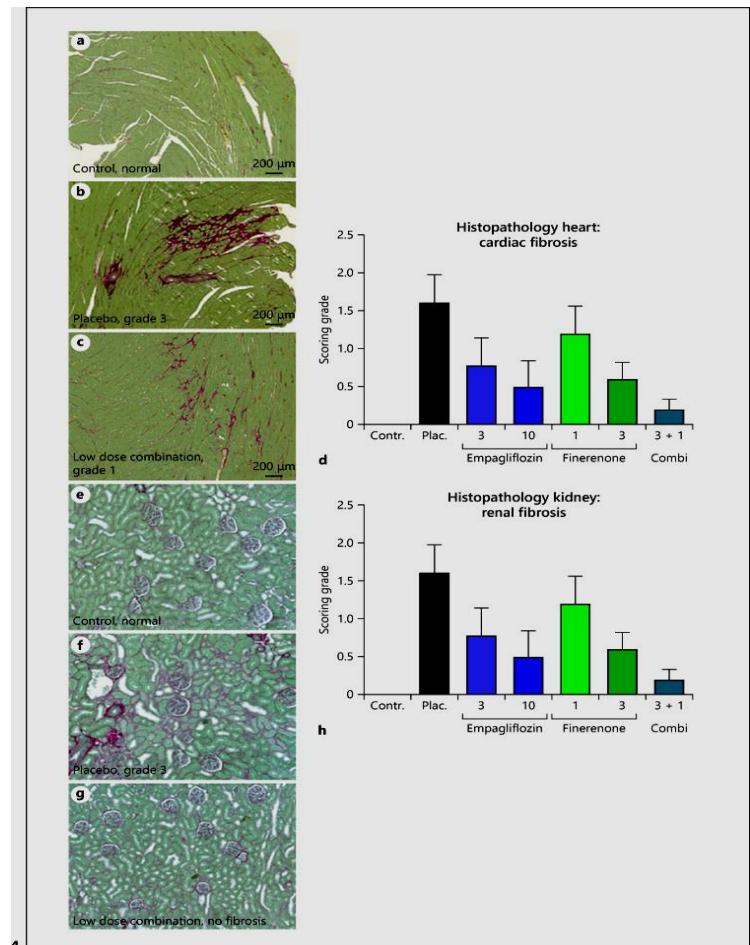 a
Control, normal
200 µm
b
Placebo, grade 3
200 µm
c
Low dose combination,
grade 1
200 µm
Histopathology heart:
cardiac fibrosis
Scoring grade
2.5
2.0
1.5
1.0
0.5
0
Contr. Plac. 3 10 1 3 3 + 1
Empagliflozin Finerenone Combi
d
e
Control, normal
f
Placebo, grade 3
g
Low dose combination, no fibrosis
Histopathology kidney:
renal fibrosis
Scoring grade
2.5
2.0
1.5
1.0
0.5
0
Contr. Plac. 3 10 1 3 3 + 1
Empagliflozin Finerenone Combi
h